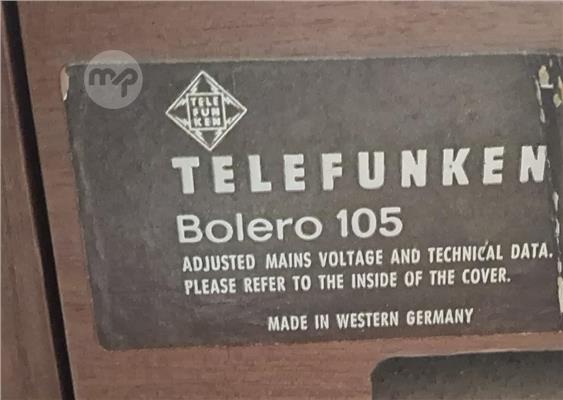 mp
TELE
FUN
KEN
TELEFUNKEN
Bolero 105
ADJUSTED MAINS VOLTAGE AND TECHNICAL DATA.
PLEASE REFER TO THE INSIDE OF THE COVER.
MADE IN WESTERN GERMANY